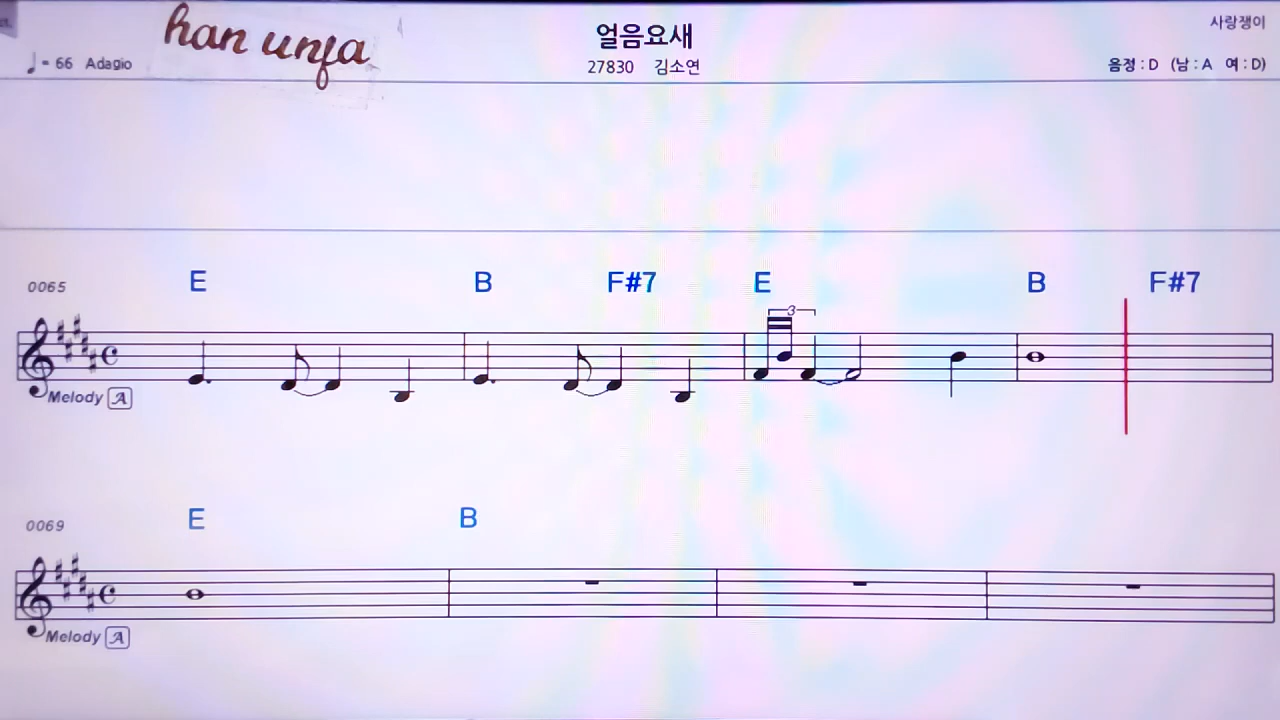 han unja
얼음요새
사랑쟁이
♩ = 66 Adagio
27830 김소연
음정 : D (남 : A 여 : D)
0065
E B F#7 E B F#7
3
Melody A
0069
E B
Melody A